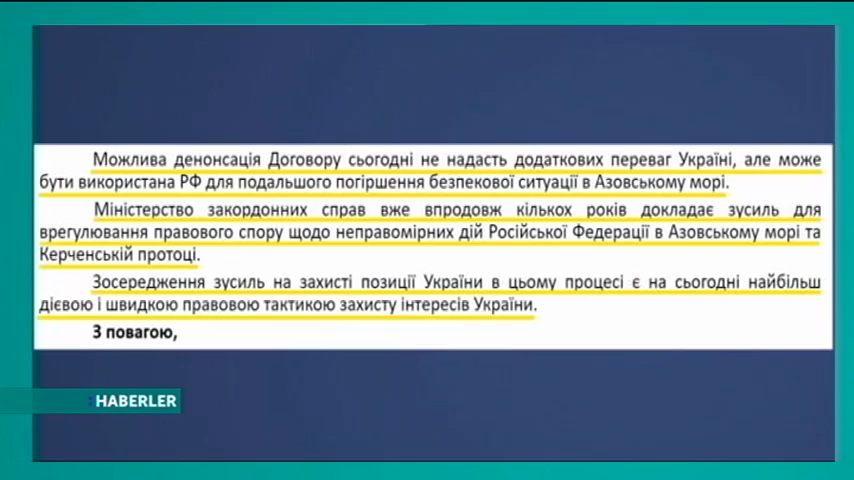 Можлива денонсація Договору сьогодні не надасть додаткових переваг Україні, але може
бути використана РФ для подальшого погіршення безпекової ситуації в Азовському морі.
Міністерство закордонних справ вже впродовж кількох років докладає зусиль для
врегулювання правового спору щодо неправомірних дій Російської Федерації в Азовському морі та
Керченській протоці.
Зосередження зусиль на захисті позиції України в цьому процесі є на сьогодні найбільш
дієвою і швидкою правовою тактикою захисту інтересів України.
З повагою,
HABERLER